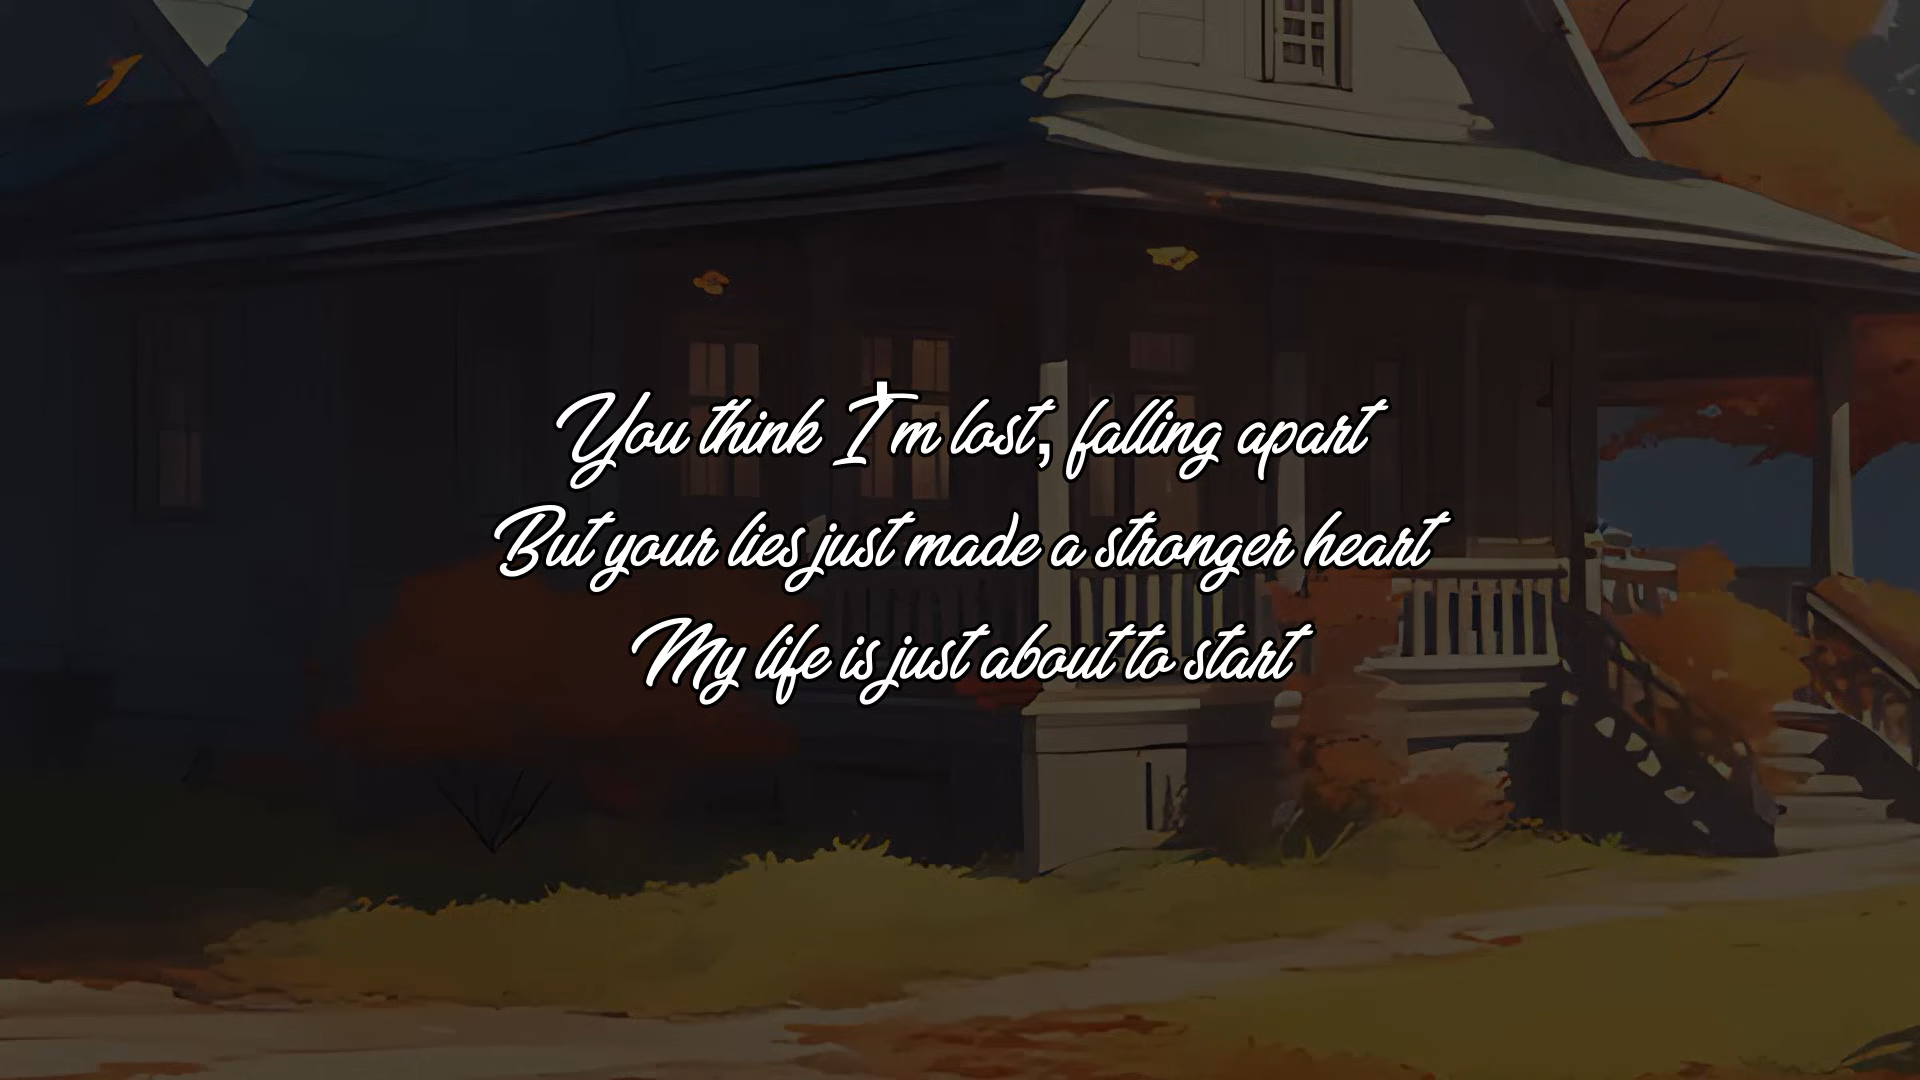 You think I'm lost, falling apart
But your lies just made a stronger heart
My life is just about to start